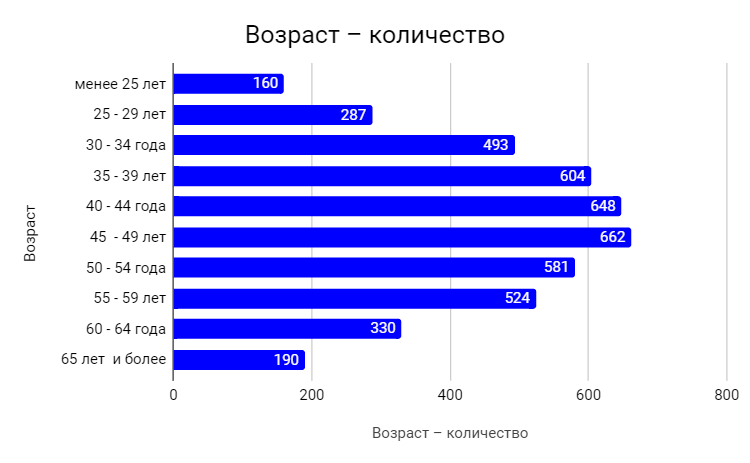 Возраст – количество
Возраст
менее 25 лет 160
25 - 29 лет 287
30 - 34 года 493
35 - 39 лет 604
40 - 44 года 648
45  - 49 лет 662
50 - 54 года 581
55 - 59 лет 524
60 - 64 года 330
65 лет  и более 190
0 200 400 600 800
Возраст – количество